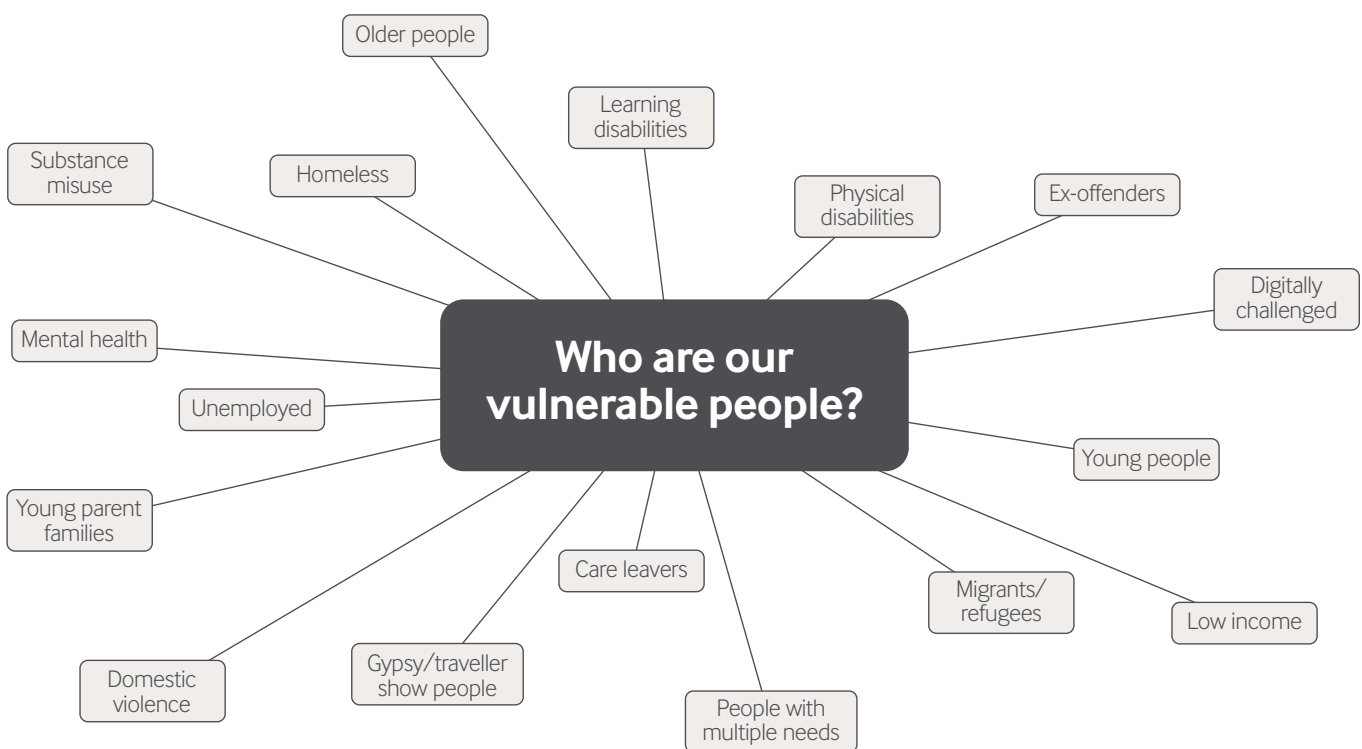 Older people
Learning
disabilities
Substance
misuse
Homeless
Physical
disabilities
Ex-offenders
Digitally
challenged
Mental health
Who are our
vulnerable people?
Unemployed
Young people
Young parent
families
Care leavers
Migrants/
refugees
Low income
Domestic
violence
Gypsy/traveller
show people
People with
multiple needs